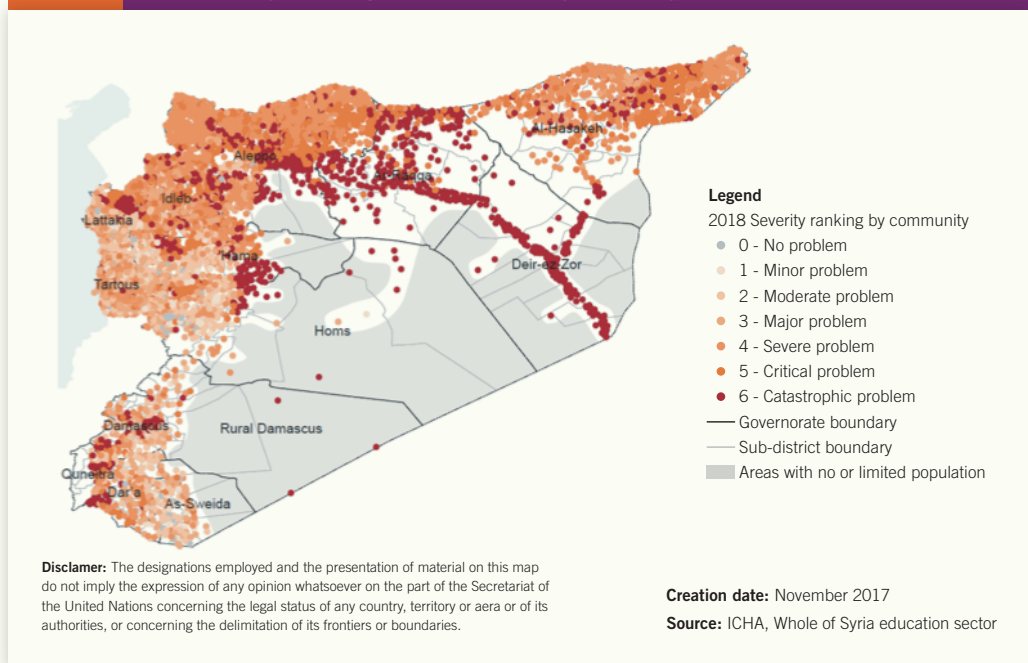 Al-Hasakeh
Aleppo
Ar-Raqqa
Idleb
Lattakia
Hama
Deir-ez-Zor
Tartous
Homs
Damascus
Rural Damascus
Quneitra
Dar'a
As-Sweida
Legend
2018 Severity ranking by community
0 - No problem
1 - Minor problem
2 - Moderate problem
3 - Major problem
4 - Severe problem
5 - Critical problem
6 - Catastrophic problem
Governorate boundary
Sub-district boundary
Areas with no or limited population
Disclamer: The designations employed and the presentation of material on this map
do not imply the expression of any opinion whatsoever on the part of the Secretariat of
the United Nations concerning the legal status of any country, territory or aera or of its
authorities, or concerning the delimitation of its frontiers or boundaries.
Creation date: November 2017
Source: ICHA, Whole of Syria education sector